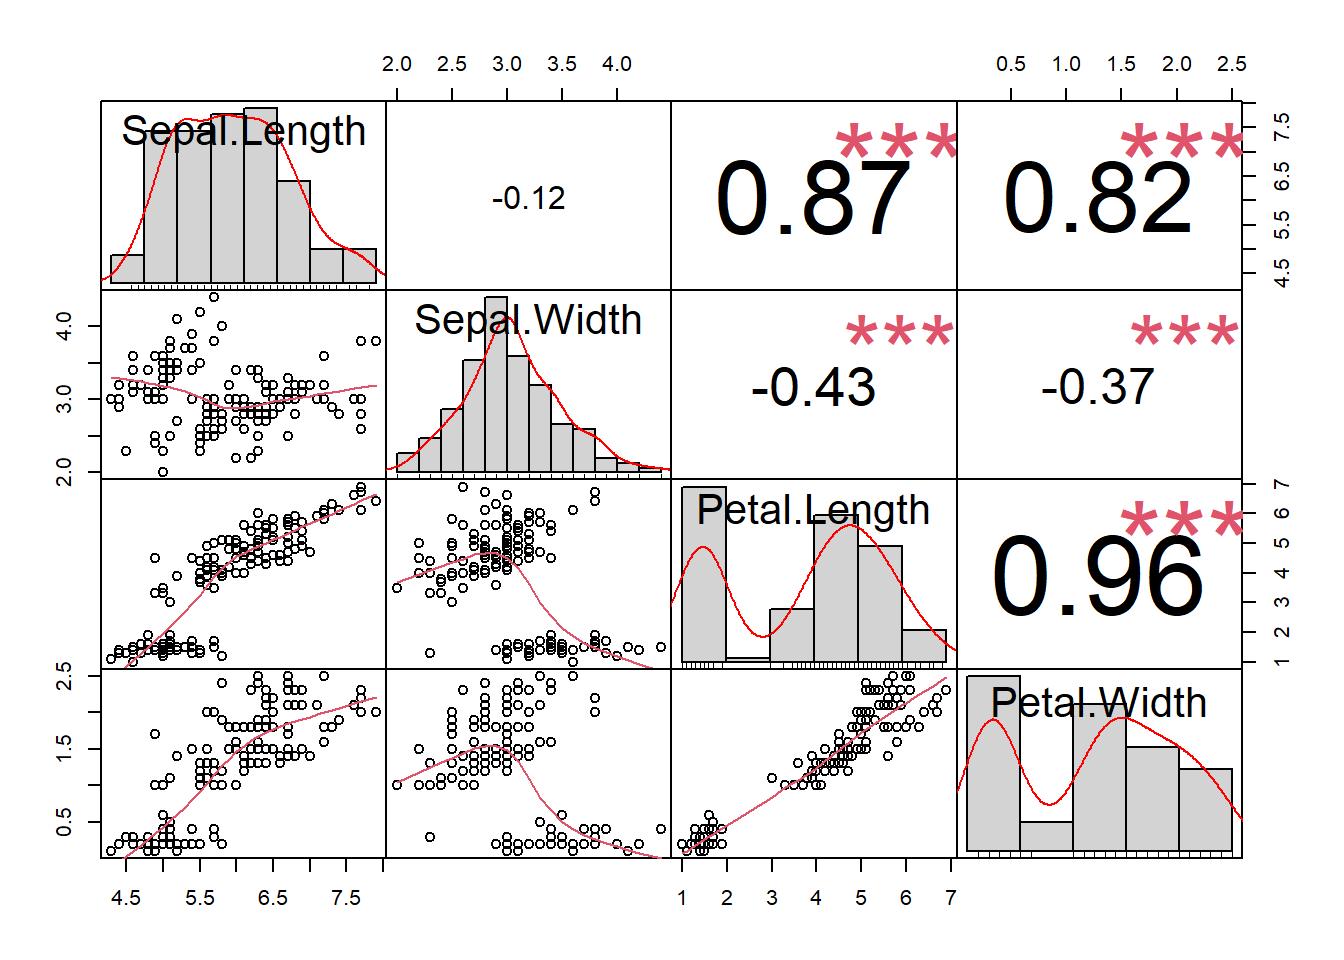 2.0 2.5 3.0 3.5 4.0 0.5 1.0 1.5 2.0 2.5
Sepal.Length -0.12 0.87 *** 0.82 *** 4.5 5.5 6.5 7.5
2.0 3.0 4.0 Sepal.Width -0.43 *** -0.37 ***
Petal.Length 0.96 *** 1 2 3 4 5 6 7
0.5 1.5 2.5 Petal.Width
4.5 5.5 6.5 7.5 1 2 3 4 5 6 7